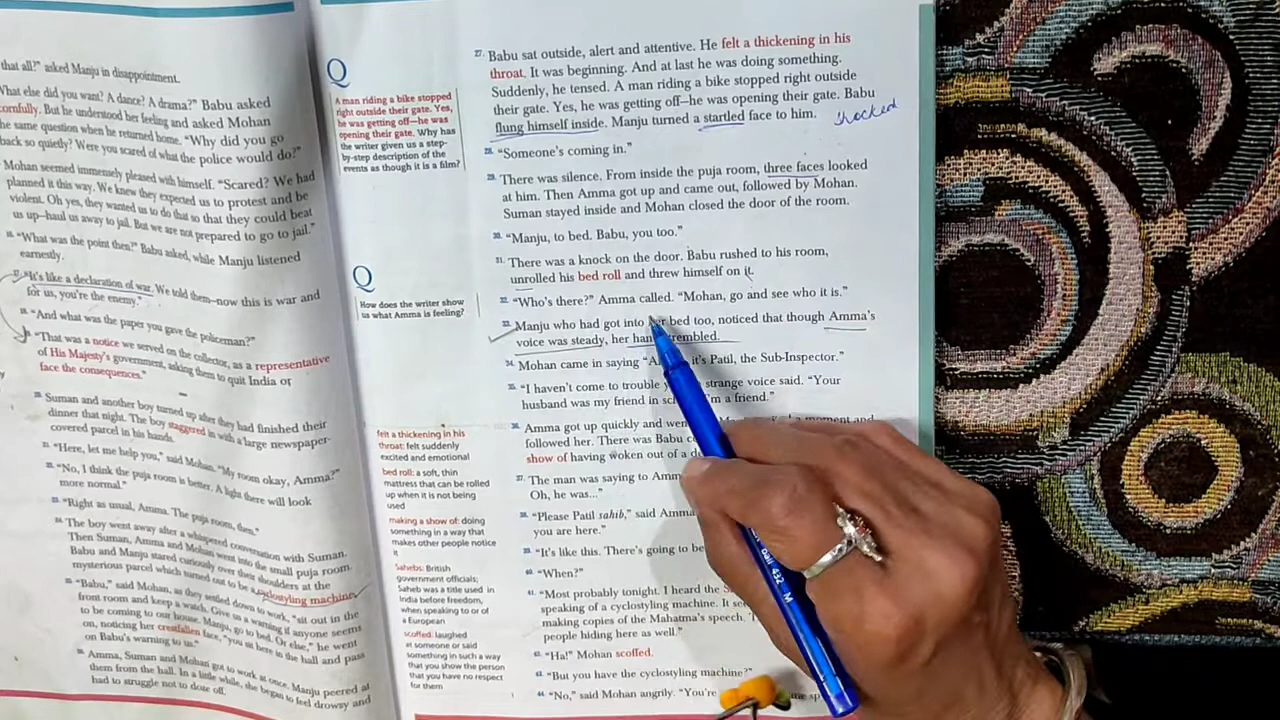 that all?" asked Manju in disappointment.
What else did you want? A dance? A drama?" Babu asked
cornfully. But he understood her feeling and asked Mohan
he same question when he returned home. "Why did you go
back so quietly? Were you scared of what the police would do?"
Mohan seemed immensely pleased with himself. "Scared? We had
planned it this way. We knew they expected us to protest and be
violent. Oh yes, they wanted us to do that so that they could beat
us up—haul us away to jail. But we are not prepared to go to jail."
"What was the point then?" Babu asked, while Manju listened
earnestly.
"It's like a declaration of war. We told them—now this is war and
for us, you're the enemy."
"And what was the paper you gave the policeman?"
"That was a notice we served on the collector, as a representative
of His Majesty's government, asking them to quit India or
face the consequences."
Suman and another boy turned up after they had finished their
dinner that night. The boy staggered in with a large newspaper-
covered parcel in his hands.
"Here, let me help you," said Mohan. "My room okay, Amma?"
"No, I think the puja room is better. A light there will look
more normal."
"Right as usual, Amma. The puja room, then."
The boy went away after a whispered conversation with Suman.
Then Suman, Amma and Mohan went into the small puja room.
Babu and Manju stared curiously over their shoulders at the
mysterious parcel which turned out to be a cyclostyling machine.
"Babu," said Mohan, as they settled down to work, "sit out in the
front room and keep a watch. Give us a warning if anyone seems
to be coming to our house. Manju, go to bed. Or else," he went
on, noticing her crestfallen face, "you sit here in the hall and pass
on Babu's warning to us."
Amma, Suman and Mohan got to work at once. Manju peered at
them from the hall. In a little while, she began to feel drowsy and
had to struggle not to doze off.
Q
A man riding a bike stopped
right outside their gate. Yes,
he was getting off—he was
opening their gate. Why has
the writer given us a step-
by-step description of the
events as though it is a film?
Q
How does the writer show
us what Amma is feeling?
felt a thickening in his
throat: felt suddenly
excited and emotional
bed roll: a soft, thin
mattress that can be rolled
up when it is not being
used
making a show of: doing
something in a way that
makes other people notice
it
Sahebs: British
government officials;
Saheb was a title used in
India before freedom,
when speaking to or of
a European
scoffed: laughed
at someone or said
something in such a way
that you show the person
that you have no respect
for them
27. Babu sat outside, alert and attentive. He felt a thickening in his
throat. It was beginning. And at last he was doing something.
Suddenly, he tensed. A man riding a bike stopped right outside
their gate. Yes, he was getting off—he was opening their gate. Babu
flung himself inside. Manju turned a startled face to him. shocked
28. "Someone's coming in."
29. There was silence. From inside the puja room, three faces looked
at him. Then Amma got up and came out, followed by Mohan.
Suman stayed inside and Mohan closed the door of the room.
30. "Manju, to bed. Babu, you too."
31. There was a knock on the door. Babu rushed to his room,
unrolled his bed roll and threw himself on it.
32. "Who's there?" Amma called. "Mohan, go and see who it is."
33. Manju who had got into her bed too, noticed that though Amma's
voice was steady, her hand trembled.
34. Mohan came in saying it's Patil, the Sub-Inspector."
35. "I haven't come to trouble strange voice said. "Your
husband was my friend in I'm a friend."
36. Amma got up quickly and moment and
followed her. There was Babu
show of having woken out of a
37. The man was saying to Amm
Oh, he was..."
38. "Please Patil sahib," said Amma
you are here."
39. "It's like this. There's going to be
40. "When?"
41. "Most probably tonight. I heard the
speaking of a cyclostyling machine. It
making copies of the Mahatma's speech.
people hiding here as well."
42. "Ha!" Mohan scoffed.
43. "But you have the cyclostyling machine?"
44. "No," said Mohan angrily. "You're
ball 432 M